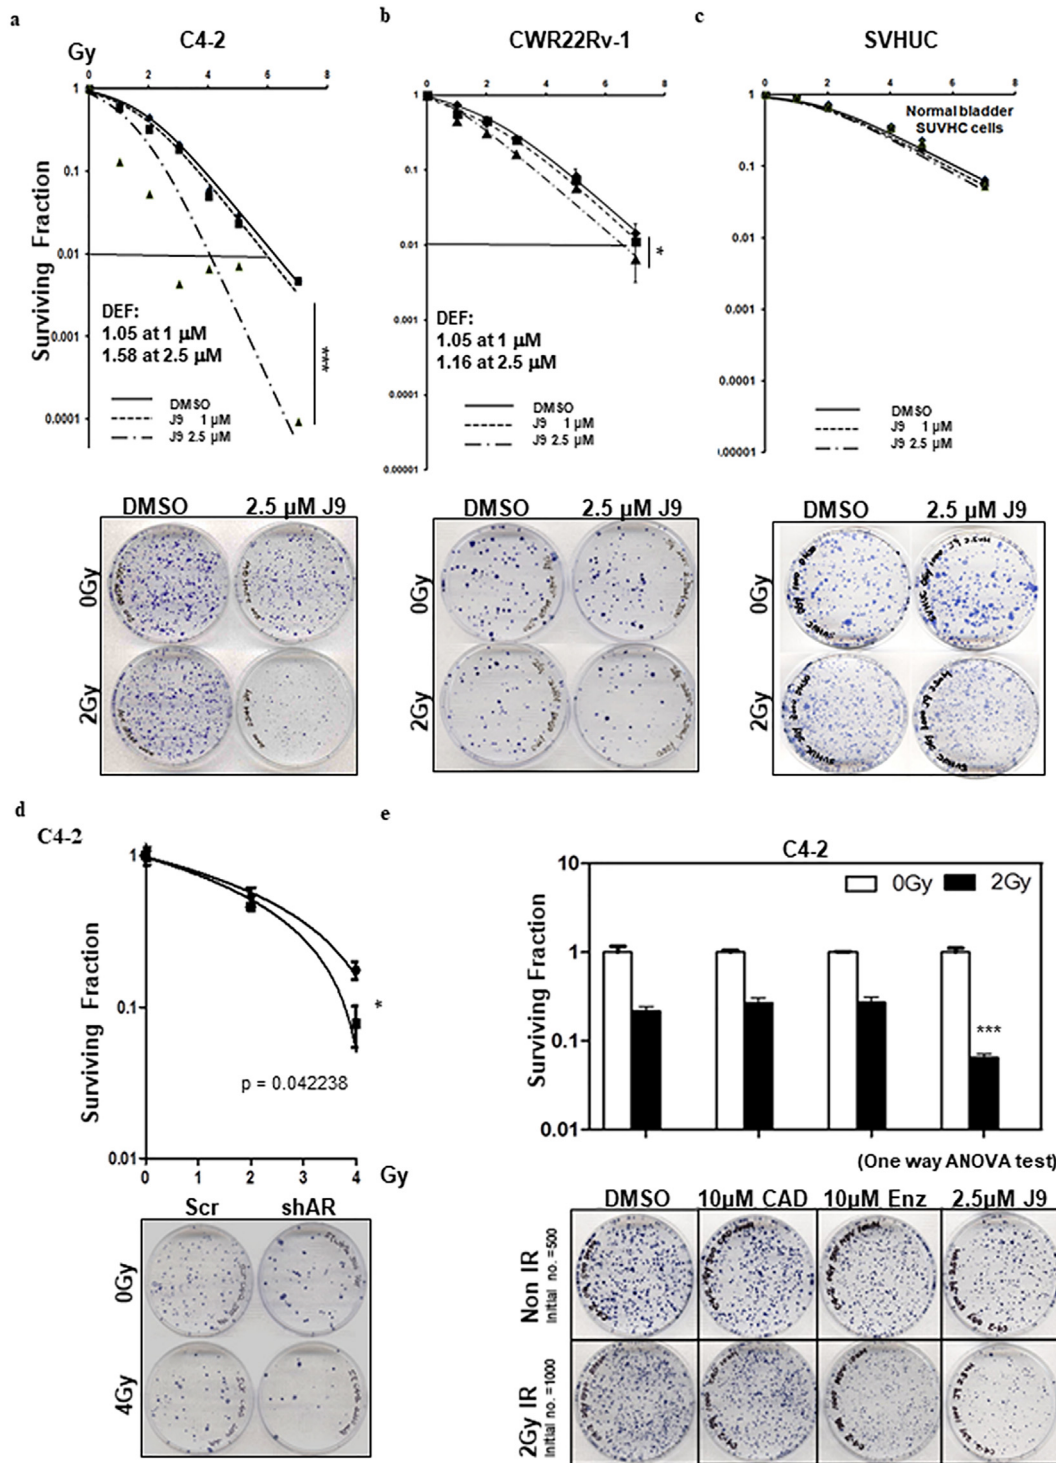 a
C4-2
Gy
0 2 4 6 8
1
0.1
0.01
0.001
0.0001
Surviving Fraction
DEF:
1.05 at 1 µM
1.58 at 2.5 µM
***
DMSO
J9 1 µM
J9 2.5 µM
b
CWR22Rv-1
0 2 4 6 8
1
0.1
0.01
0.001
0.0001
0.00001
*
DEF:
1.05 at 1 µM
1.16 at 2.5 µM
DMSO
J9 1 µM
J9 2.5 µM
c
SVHUC
0 2 4 6 8
1
0.1
0.01
0.001
0.0001
0.00001
Normal bladder
SUVHC cells
DMSO
J9 1 µM
J9 2.5 µM
DMSO 2.5 µM J9
0Gy
2Gy
DMSO 2.5 µM J9
0Gy
2Gy
DMSO 2.5 µM J9
0Gy
2Gy
d
C4-2
1
0.1
0.01
Surviving Fraction
*
p = 0.042238
0 1 2 3 4 Gy
Scr shAR
0Gy
4Gy
e
C4-2
10
1
0.1
0.01
Surviving Fraction
0Gy 2Gy
***
(One way ANOVA test)
DMSO 10µM CAD 10µM Enz 2.5µM J9
Non IR
Initial no. =500
2Gy IR
Initial no. =1000